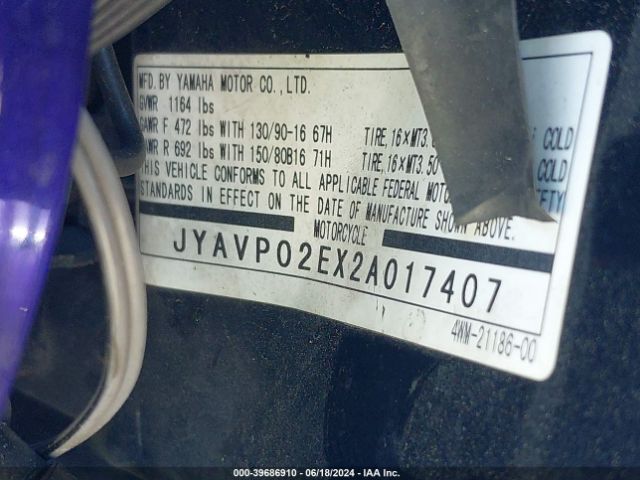 MFD. BY YAMAHA MOTOR CO., LTD.
GVWR 1164 lbs
GAWR F 472 lbs WITH 130/90-16 67H TIRE, 16×MT3. COLD
GAWR R 692 lbs WITH 150/80B16 71H TIRE, 16×MT3.50 COLD
THIS VEHICLE CONFORMS TO ALL APPLICABLE FEDERAL
STANDARDS IN EFFECT ON THE DATE OF MANUFACTURE SHOWN ABOVE.
MOTORCYCLE
JYAVP02EX2A017407
4WM-21186-00
000-39686910 - 06/18/2024 - IAA Inc.